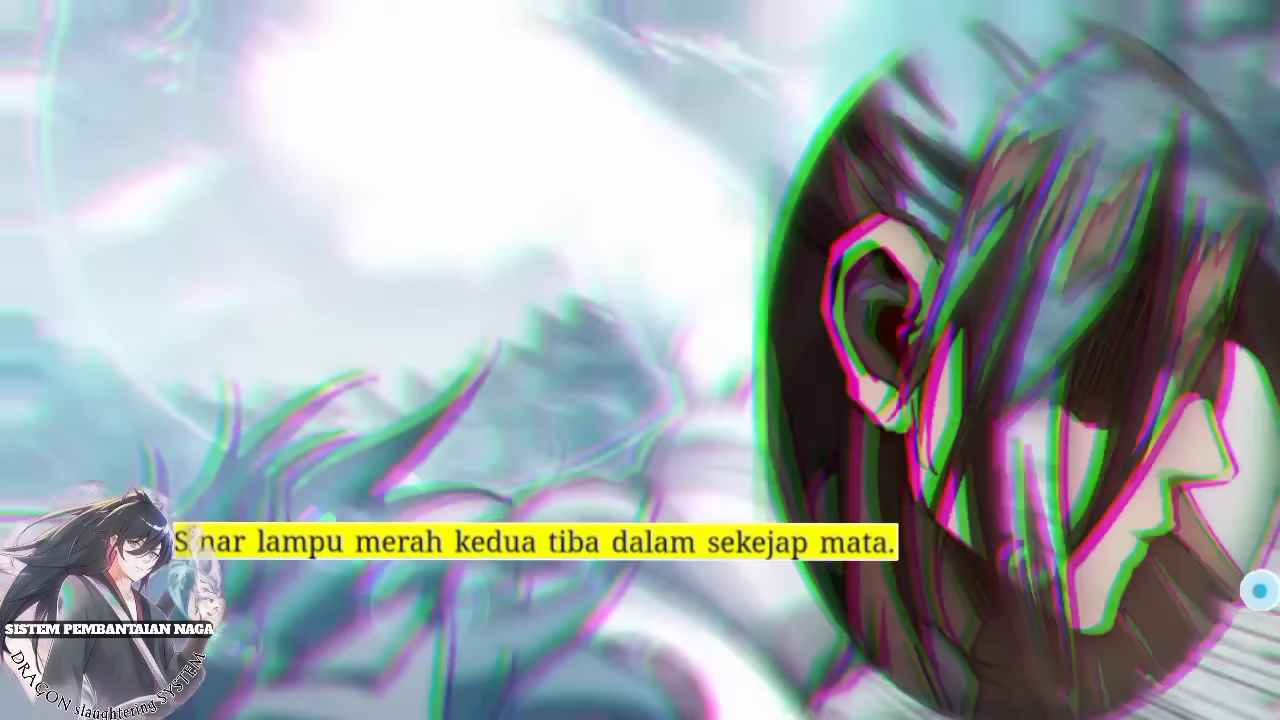 Sinar lampu merah kedua tiba dalam sekejap mata.
SISTEM PEMBANTAIAN NAGA
DRAGON slaughtering SYSTEM